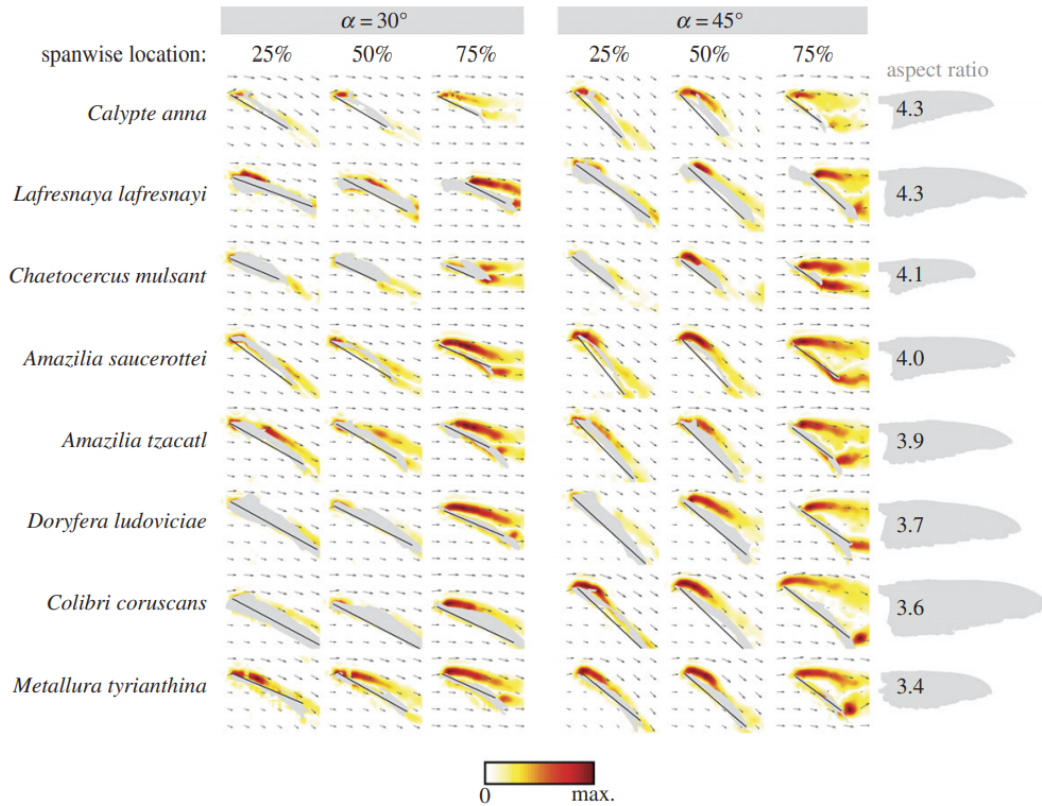 α = 30° α = 45°
spanwise location: 25% 50% 75% 25% 50% 75%
aspect ratio
Calypte anna 4.3
Lafresnaya lafresnayi 4.3
Chaetocercus mulsant 4.1
Amazilia saucerottei 4.0
Amazilia tzacatl 3.9
Doryfera ludoviciae 3.7
Colibri coruscans 3.6
Metallura tyrianthina 3.4
0 max.